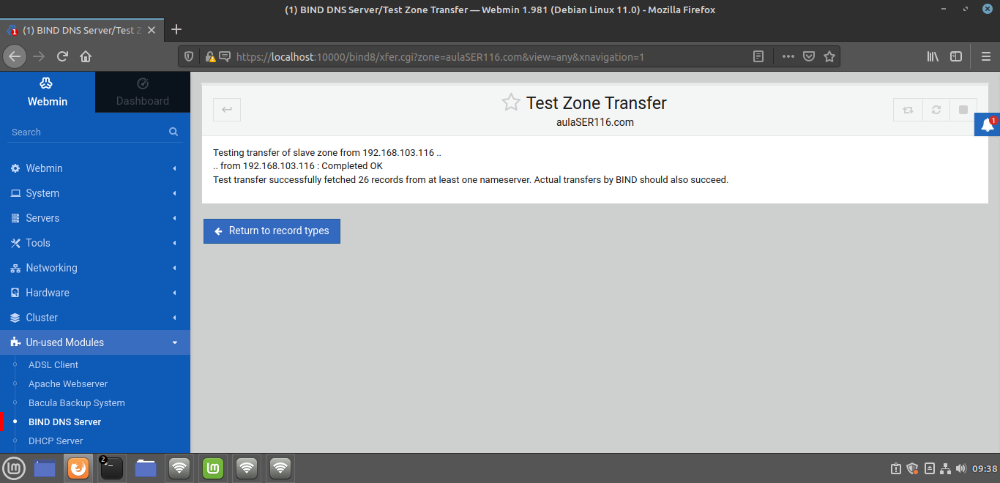 (1) BIND DNS Server/Test Zone Transfer — Webmin 1.981 (Debian Linux 11.0) - Mozilla Firefox
1 (1) BIND DNS Server/Test Z
https://localhost:10000/bind8/xfer.cgi?zone=aulaSER116.com&view=any&xnavigation=1
Webmin
Dashboard
Search
Webmin
System
Servers
Tools
Networking
Hardware
Cluster
Un-used Modules
ADSL Client
Apache Webserver
Bacula Backup System
BIND DNS Server
DHCP Server
Test Zone Transfer
aulaSER116.com
1
Testing transfer of slave zone from 192.168.103.116 ..
.. from 192.168.103.116 : Completed OK
Test transfer successfully fetched 26 records from at least one nameserver. Actual transfers by BIND should also succeed.
Return to record types
2
09:38